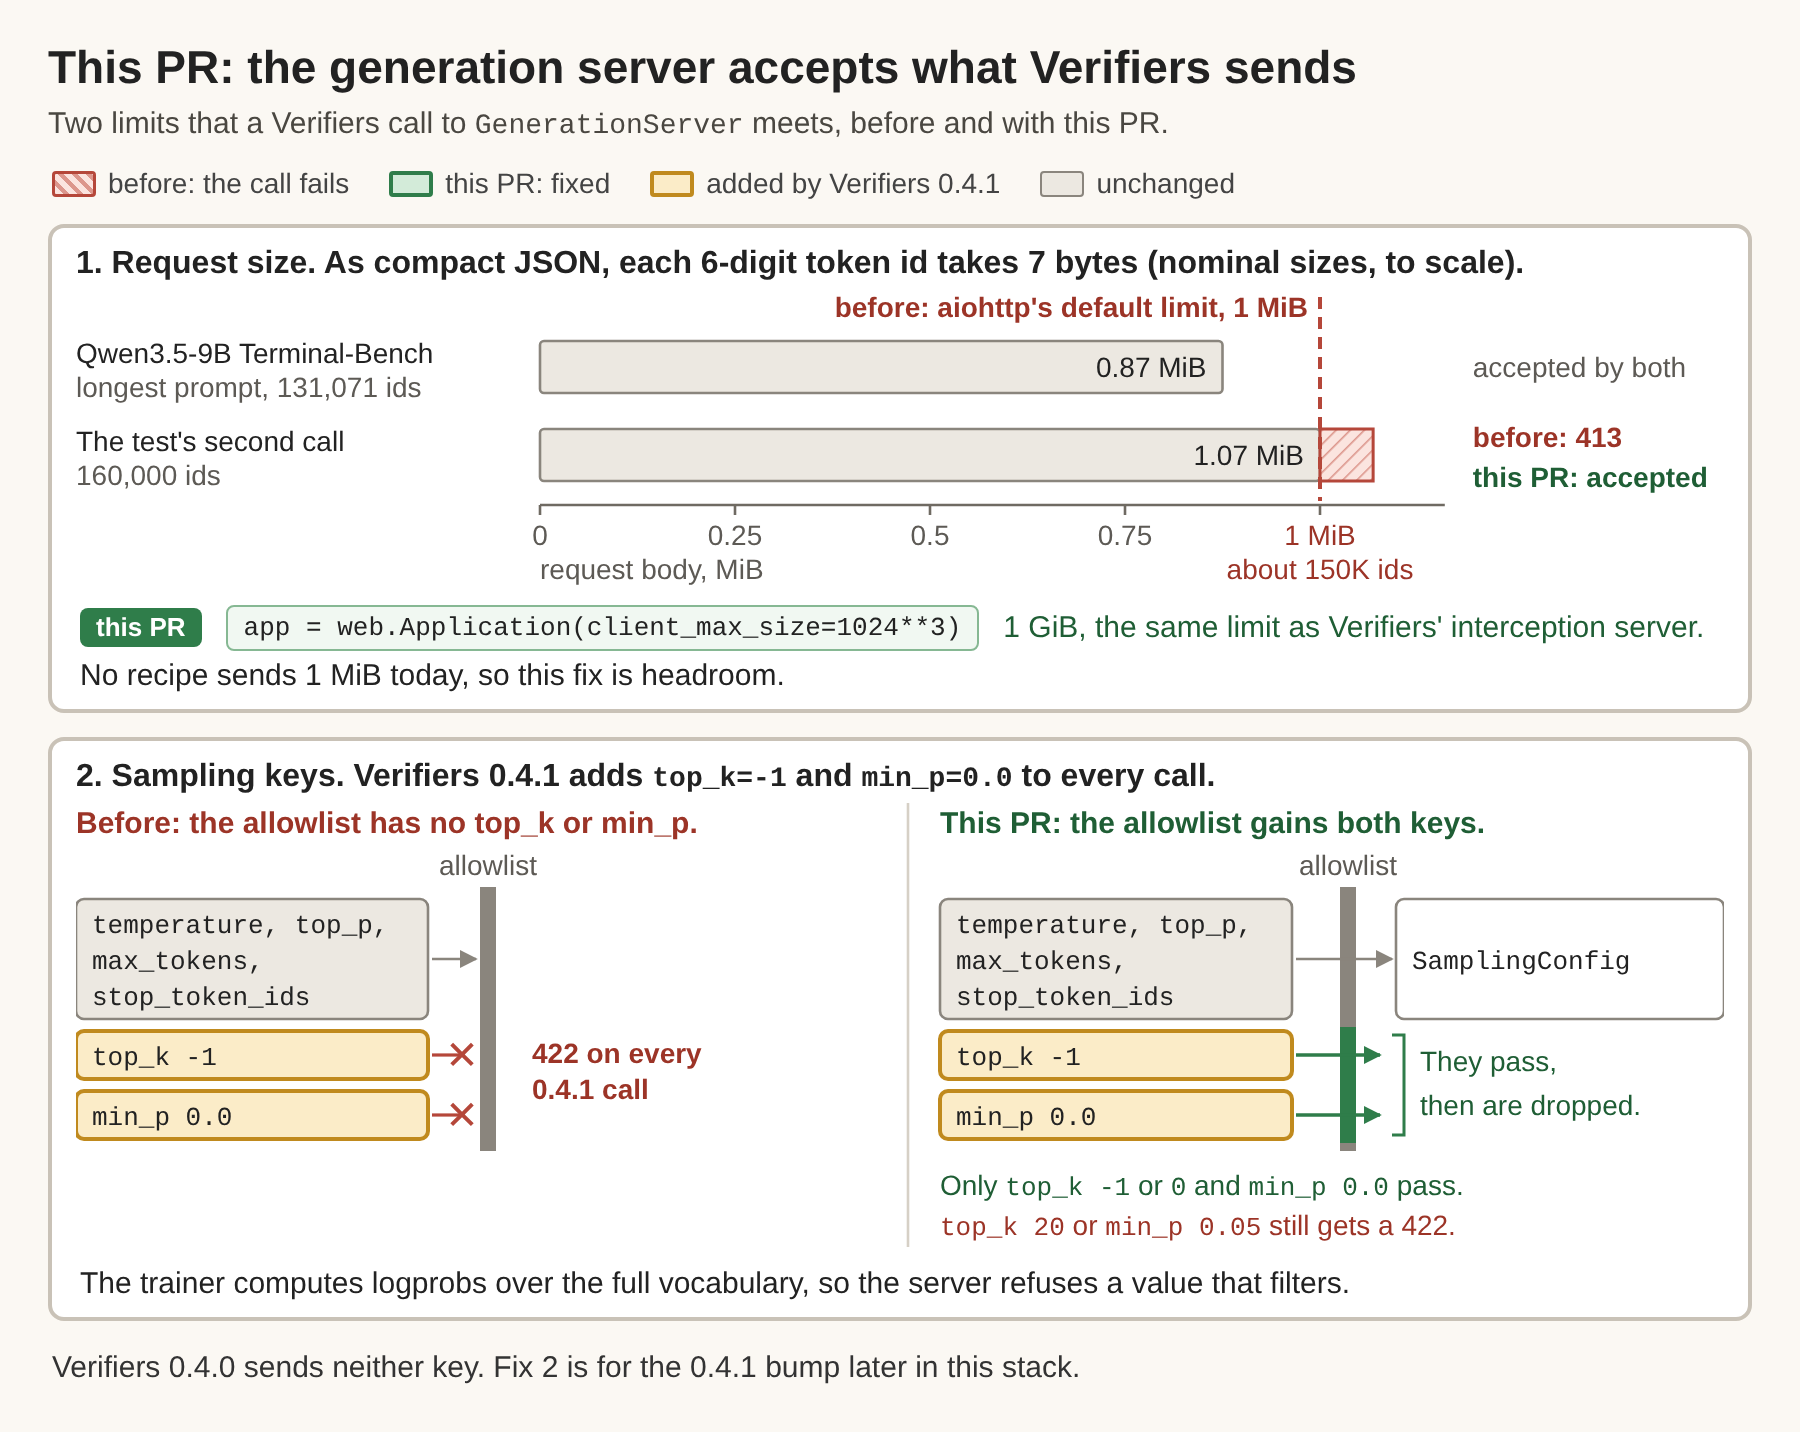 This PR: the generation server accepts what Verifiers sends
Two limits that a Verifiers call to GenerationServer meets, before and with this PR.
before: the call fails
this PR: fixed
added by Verifiers 0.4.1
unchanged
1. Request size. As compact JSON, each 6-digit token id takes 7 bytes (nominal sizes, to scale).
before: aiohttp's default limit, 1 MiB
Qwen3.5-9B Terminal-Bench
longest prompt, 131,071 ids
0.87 MiB
accepted by both
The test's second call
160,000 ids
1.07 MiB
before: 413
this PR: accepted
0
0.25
0.5
0.75
1 MiB
request body, MiB
about 150K ids
this PR
app = web.Application(client_max_size=1024**3)
1 GiB, the same limit as Verifiers' interception server.
No recipe sends 1 MiB today, so this fix is headroom.
2. Sampling keys. Verifiers 0.4.1 adds top_k=-1 and min_p=0.0 to every call.
Before: the allowlist has no top_k or min_p.
allowlist
temperature, top_p,
max_tokens,
stop_token_ids
top_k -1
min_p 0.0
422 on every
0.4.1 call
This PR: the allowlist gains both keys.
allowlist
temperature, top_p,
max_tokens,
stop_token_ids
SamplingConfig
top_k -1
min_p 0.0
They pass,
then are dropped.
Only top_k -1 or 0 and min_p 0.0 pass.
top_k 20 or min_p 0.05 still gets a 422.
The trainer computes logprobs over the full vocabulary, so the server refuses a value that filters.
Verifiers 0.4.0 sends neither key. Fix 2 is for the 0.4.1 bump later in this stack.